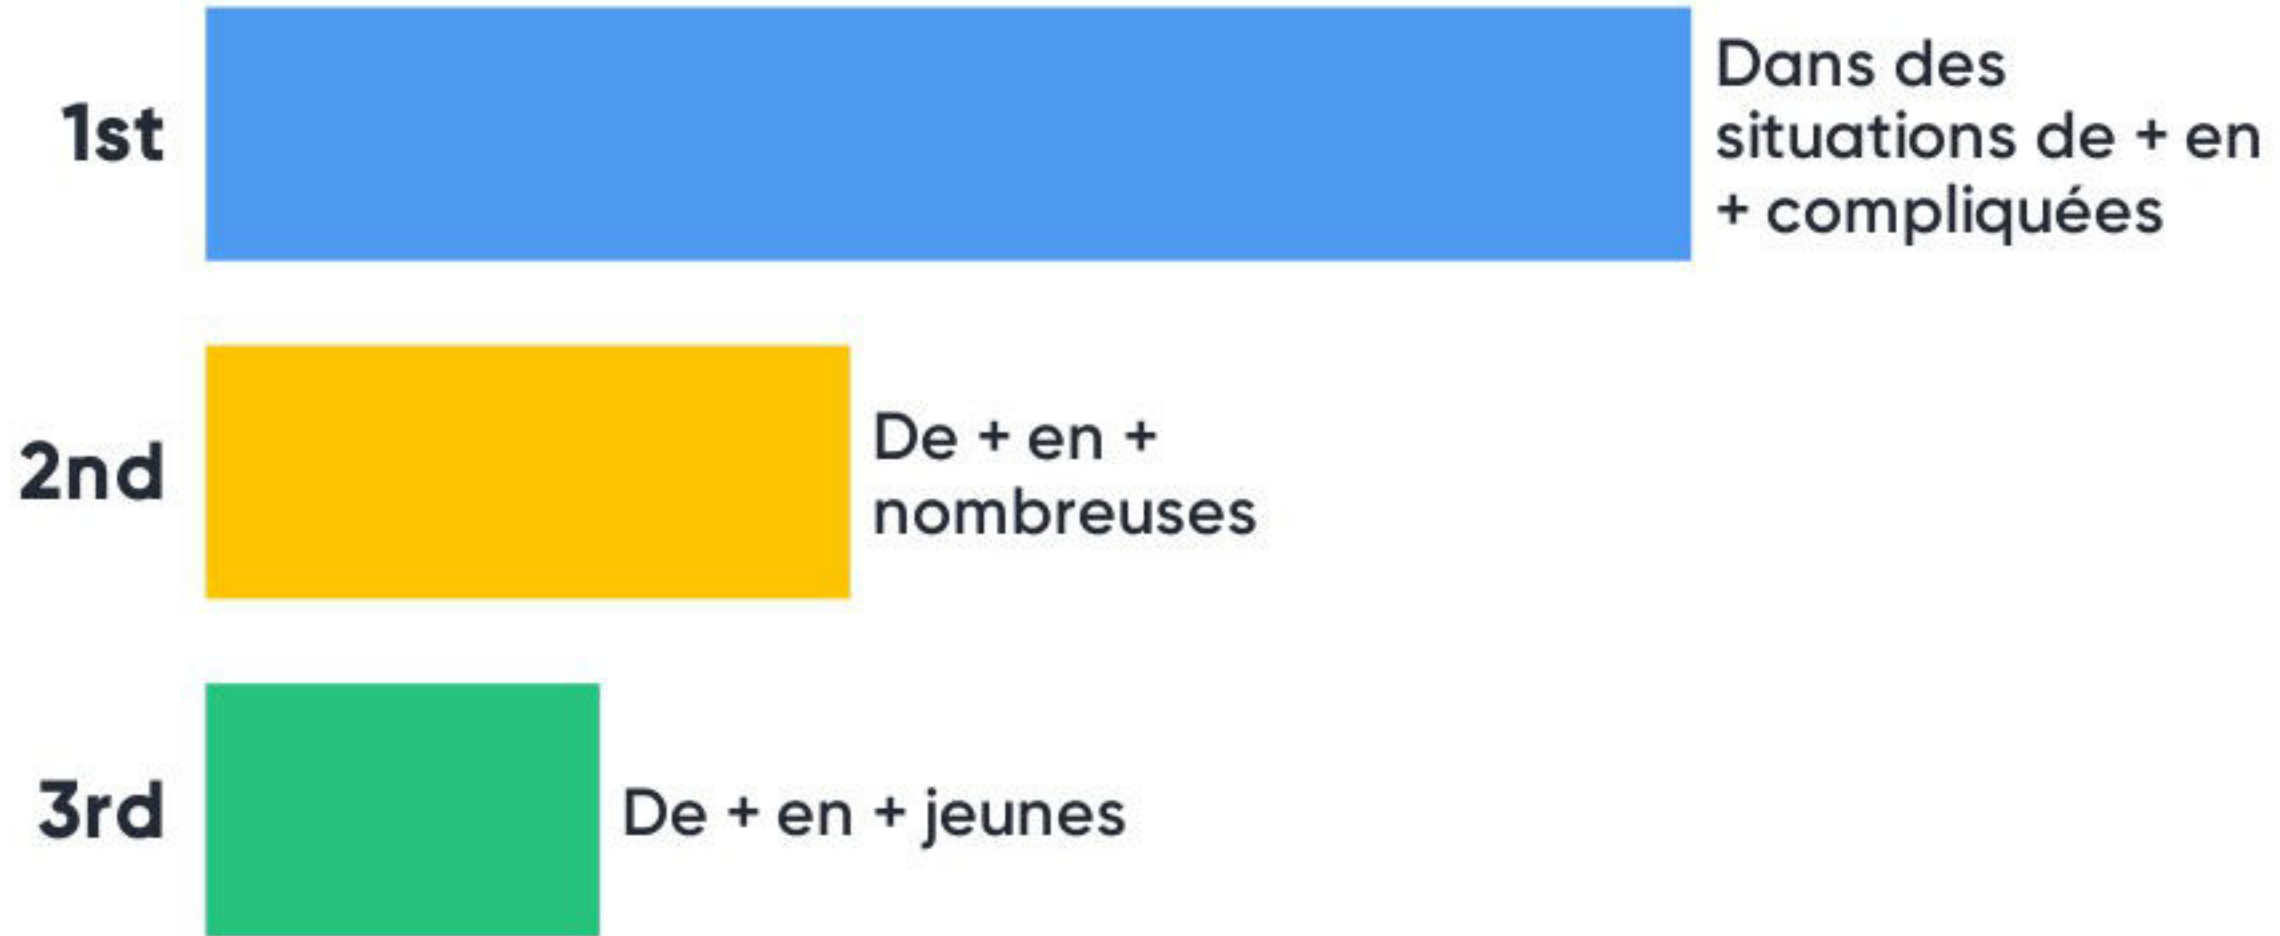 1st
Dans des
situations de + en
+ compliquées
2nd
De + en +
nombreuses
3rd
De + en + jeunes